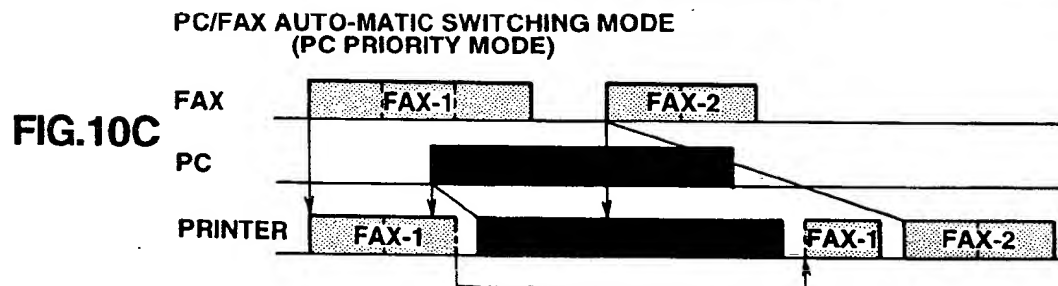 PC/FAX AUTO-MATIC SWITCHING MODE
(PC PRIORITY MODE)
FIG.10C
FAX
FAX-1
FAX-2
PC
PRINTER
FAX-1
FAX-1
FAX-2